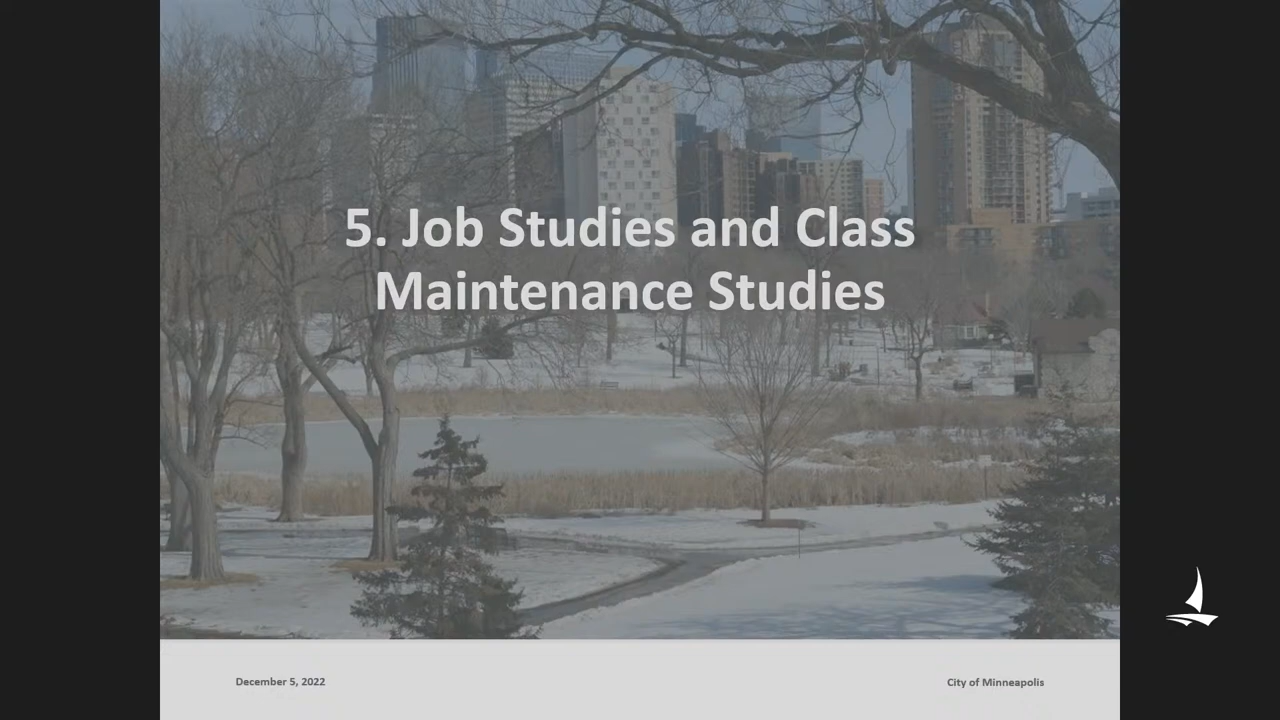 5. Job Studies and Class
Maintenance Studies
December 5, 2022
City of Minneapolis